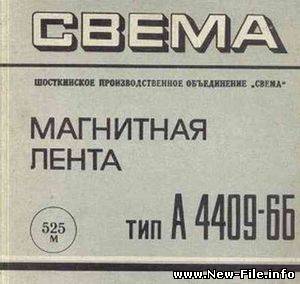 СВЕМА
ШОСТКИНСКОЕ ПРОИЗВОДСТВЕННОЕ ОБЪЕДИНЕНИЕ „СВЕМА"
МАГНИТНАЯ
ЛЕНТА
525
М
ТИП А 4409-6Б
www.New-File.info